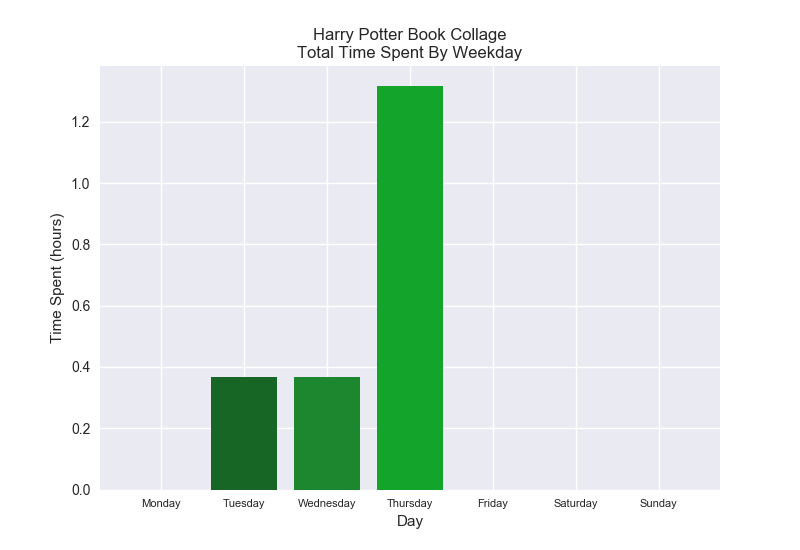 Harry Potter Book Collage
Total Time Spent By Weekday
Time Spent (hours)
1.2
1.0
0.8
0.6
0.4
0.2
0.0
Monday Tuesday Wednesday Thursday Friday Saturday Sunday
Day